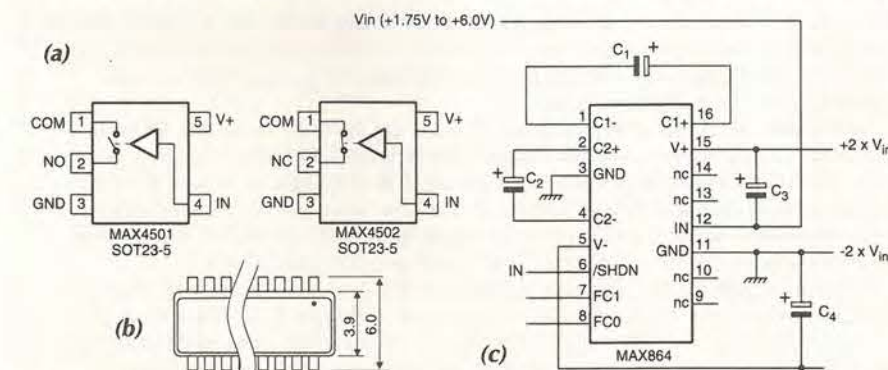 Vin (+1.75V to +6.0V)
(a)
COM 1 5 V+
NO 2
GND 3 4 IN
MAX4501
SOT23-5
COM 1 5 V+
NC 2
GND 3 4 IN
MAX4502
SOT23-5
(b)
3.9
6.0
(c)
C1 +
1 C1- C1+ 16
2 C2+ V+ 15 +2 x Vin
3 GND nc 14
nc 13
+ C2
+ C3
4 C2- IN 12
5 V- GND 11 -2 x Vin
IN 6 /SHDN nc 10
7 FC1 nc 9
8 FC0
+ C4
MAX864